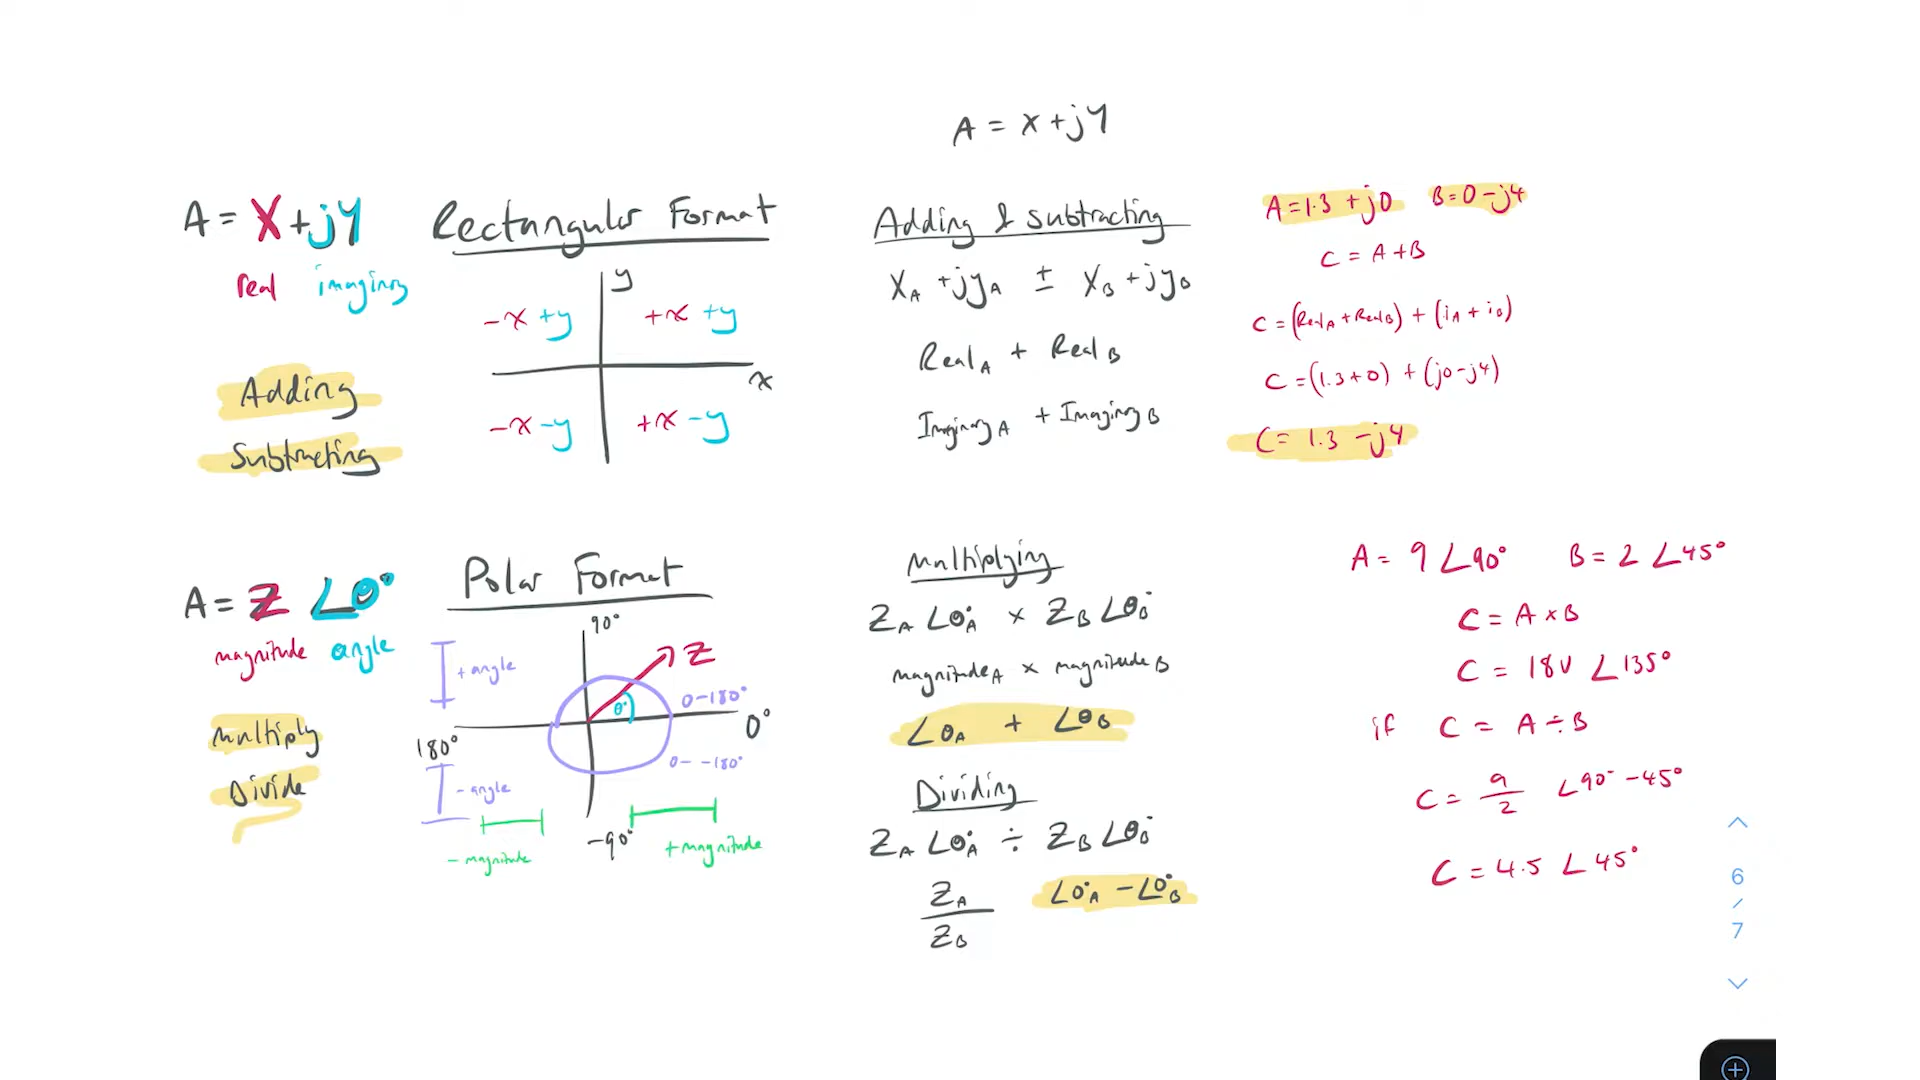 A = x + jy
A = X + jY
real imaginary
Adding
Subtracting
Rectangular Format
y
-x +y +x +y
x
-x -y +x -y
Adding & subtracting
XA + jyA ± XB + jyB
RealA + RealB
ImaginaryA + ImaginaryB
A = 1.3 + j0 B = 0 - j4
C = A + B
C = (RealA + RealB) + (iA + iB)
C = (1.3 + 0) + (j0 - j4)
C = 1.3 - j4
A = Z ∠θ°
magnitude angle
Multiply
Divide
Polar Format
90°
+ angle
Z
θ°
0-180°
0°
180°
0--180°
- angle
-90°
- magnitude
+ magnitude
Multiplying
ZA ∠θ°A × ZB ∠θ°B
magnitudeA × magnitudeB
∠θA + ∠θB
Dividing
ZA ∠θ°A ÷ ZB ∠θ°B
ZA
ZB
∠θ°A - ∠θ°B
A = 9 ∠90° B = 2 ∠45°
C = A × B
C = 18V ∠135°
if C = A ÷ B
C = 9/2 ∠90° - 45°
C = 4.5 ∠45°
6
/
7